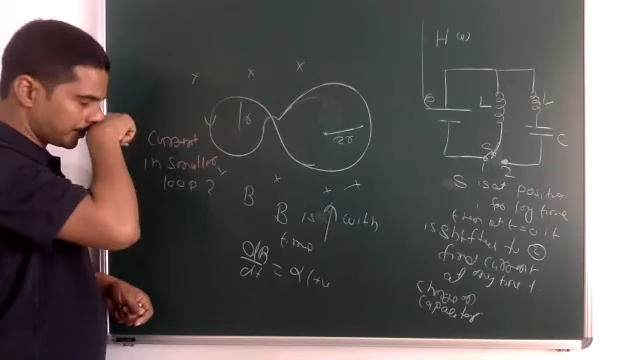 H ω
x
x
x
r
2r
Current
in smaller
loop?
B
B is ↑ with
time
dB
dt = α (+ve
L
L
C
S
1
2
S is at position
1 for long time
then at t=0 it
is shifted to ②
find current
at any time t
charge on
capacitor